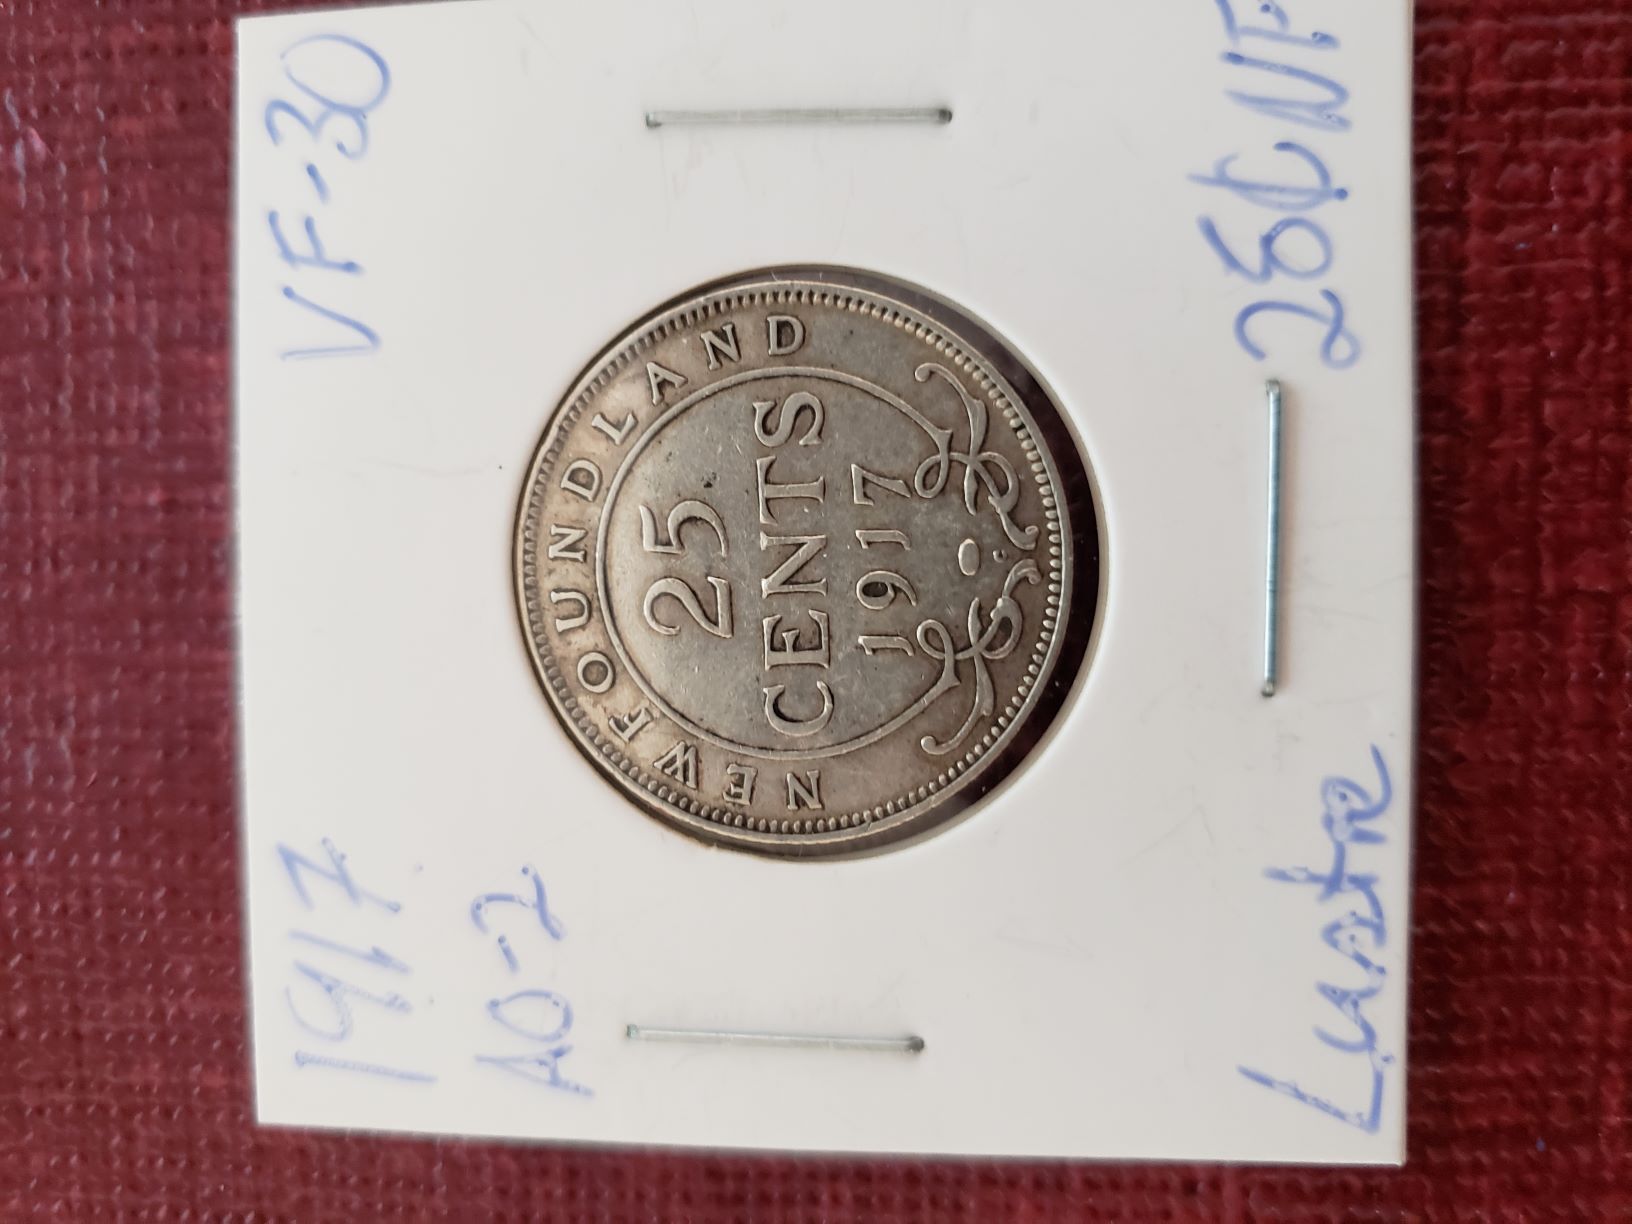 1917
VF-30
AO-2
NEWFOUNDLAND
25
CENTS
1917
C
Lustre
25¢ NF